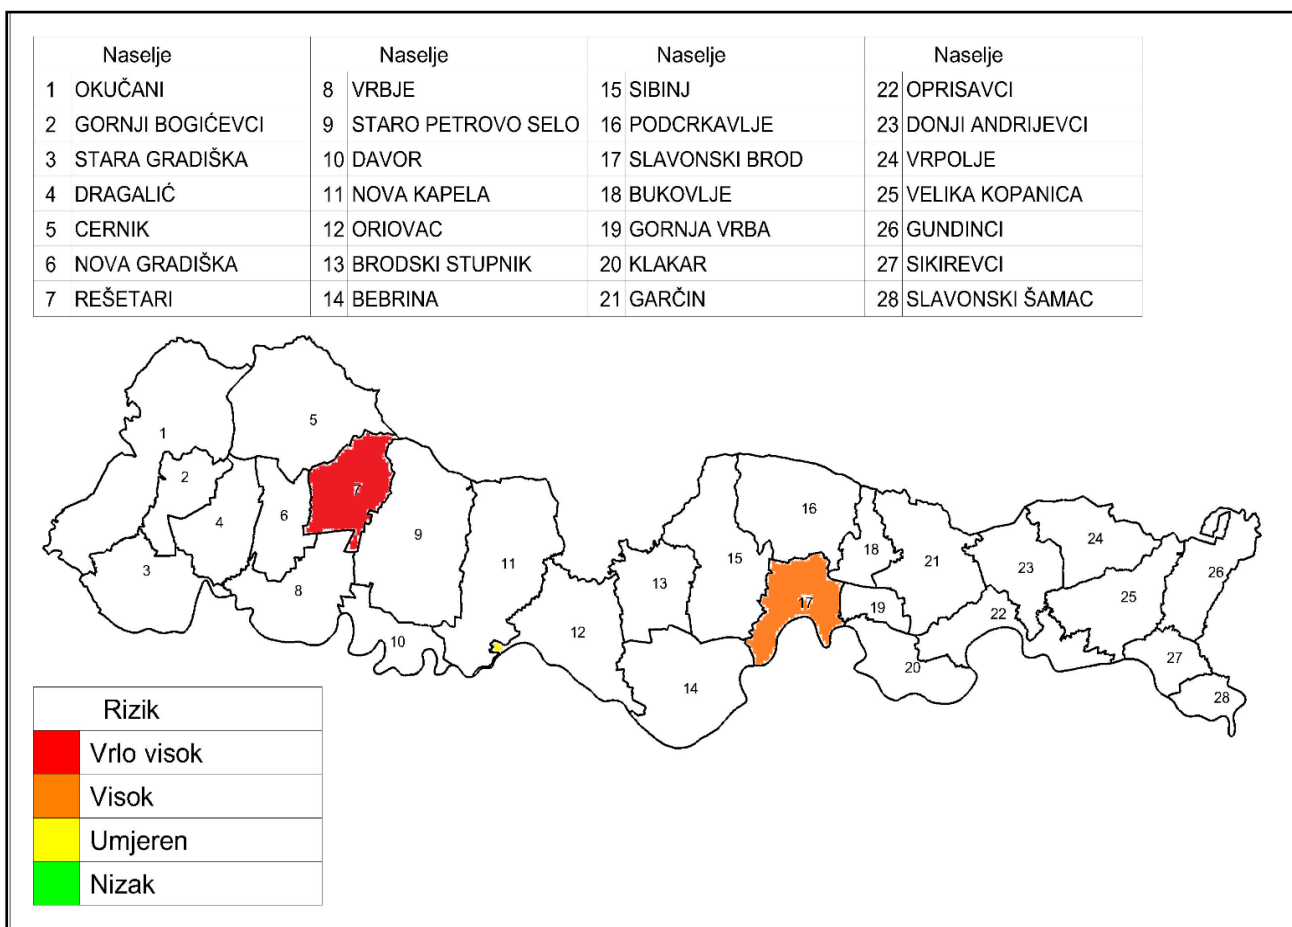 Naselje Naselje Naselje Naselje
1 OKUČANI 8 VRBJE 15 SIBINJ 22 OPRISAVCI
2 GORNJI BOGIĆEVCI 9 STARO PETROVO SELO 16 PODCRKAVLJE 23 DONJI ANDRIJEVCI
3 STARA GRADIŠKA 10 DAVOR 17 SLAVONSKI BROD 24 VRPOLJE
4 DRAGALIĆ 11 NOVA KAPELA 18 BUKOVLJE 25 VELIKA KOPANICA
5 CERNIK 12 ORIOVAC 19 GORNJA VRBA 26 GUNDINCI
6 NOVA GRADIŠKA 13 BRODSKI STUPNIK 20 KLAKAR 27 SIKIREVCI
7 REŠETARI 14 BEBRINA 21 GARČIN 28 SLAVONSKI ŠAMAC
1
2
3
4
5
6
7
8
9
10
11
12
13
14
15
16
17
18
19
20
21
22
23
24
25
26
27
28
Rizik
Vrlo visok
Visok
Umjeren
Nizak